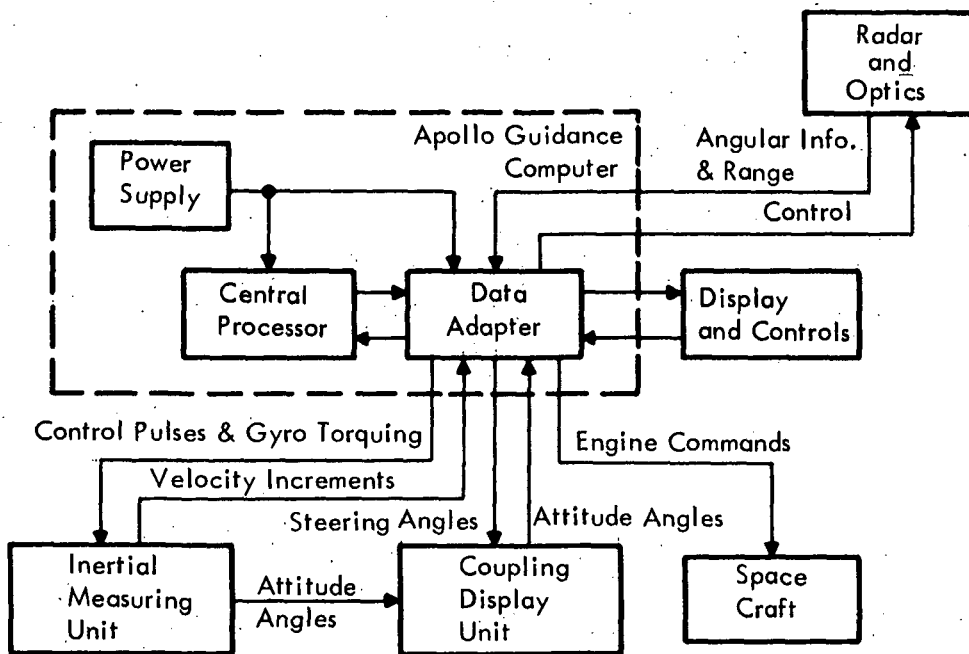 Radar
and
Optics
Apollo Guidance
Computer
Angular Info.
& Range
Control
Power
Supply
Central
Processor
Data
Adapter
Display
and Controls
Control Pulses & Gyro Torquing
Velocity Increments
Steering Angles
Attitude Angles
Engine Commands
Inertial
Measuring
Unit
Attitude
Angles
Coupling
Display
Unit
Space
Craft